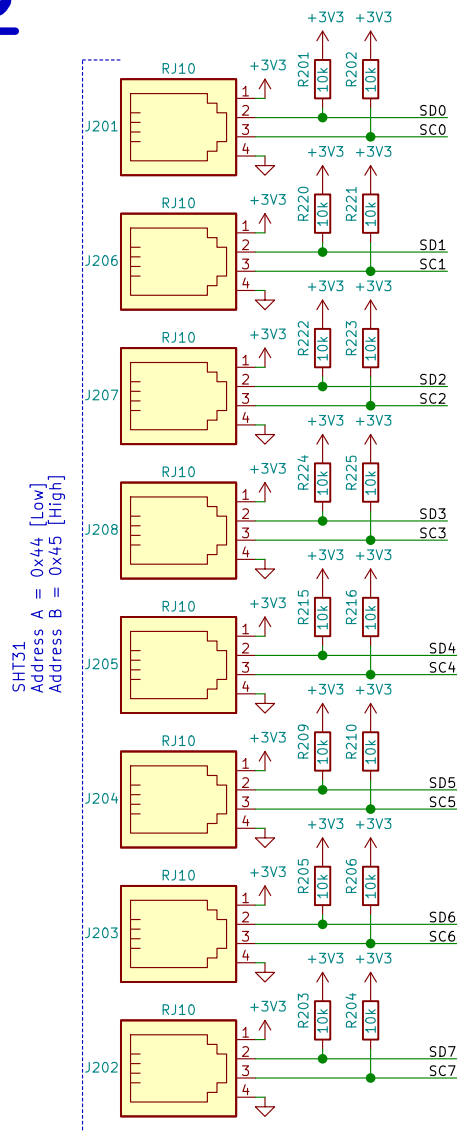 +3V3 +3V3
RJ10 +3V3 R201 10k R202 10k
J201 1 2 3 4 SD0
SC0
+3V3 +3V3
RJ10 +3V3 R220 10k R221 10k
J206 1 2 3 4 SD1
SC1
+3V3 +3V3
RJ10 +3V3 R222 10k R223 10k
J207 1 2 3 4 SD2
SC2
+3V3 +3V3
RJ10 +3V3 R224 10k R225 10k
J208 1 2 3 4 SD3
SC3
+3V3 +3V3
RJ10 +3V3 R215 10k R216 10k
J205 1 2 3 4 SD4
SC4
+3V3 +3V3
RJ10 +3V3 R209 10k R210 10k
J204 1 2 3 4 SD5
SC5
+3V3 +3V3
RJ10 +3V3 R205 10k R206 10k
J203 1 2 3 4 SD6
SC6
+3V3 +3V3
RJ10 +3V3 R203 10k R204 10k
J202 1 2 3 4 SD7
SC7
SHT31
Address A = 0x44 [Low]
Address B = 0x45 [High]